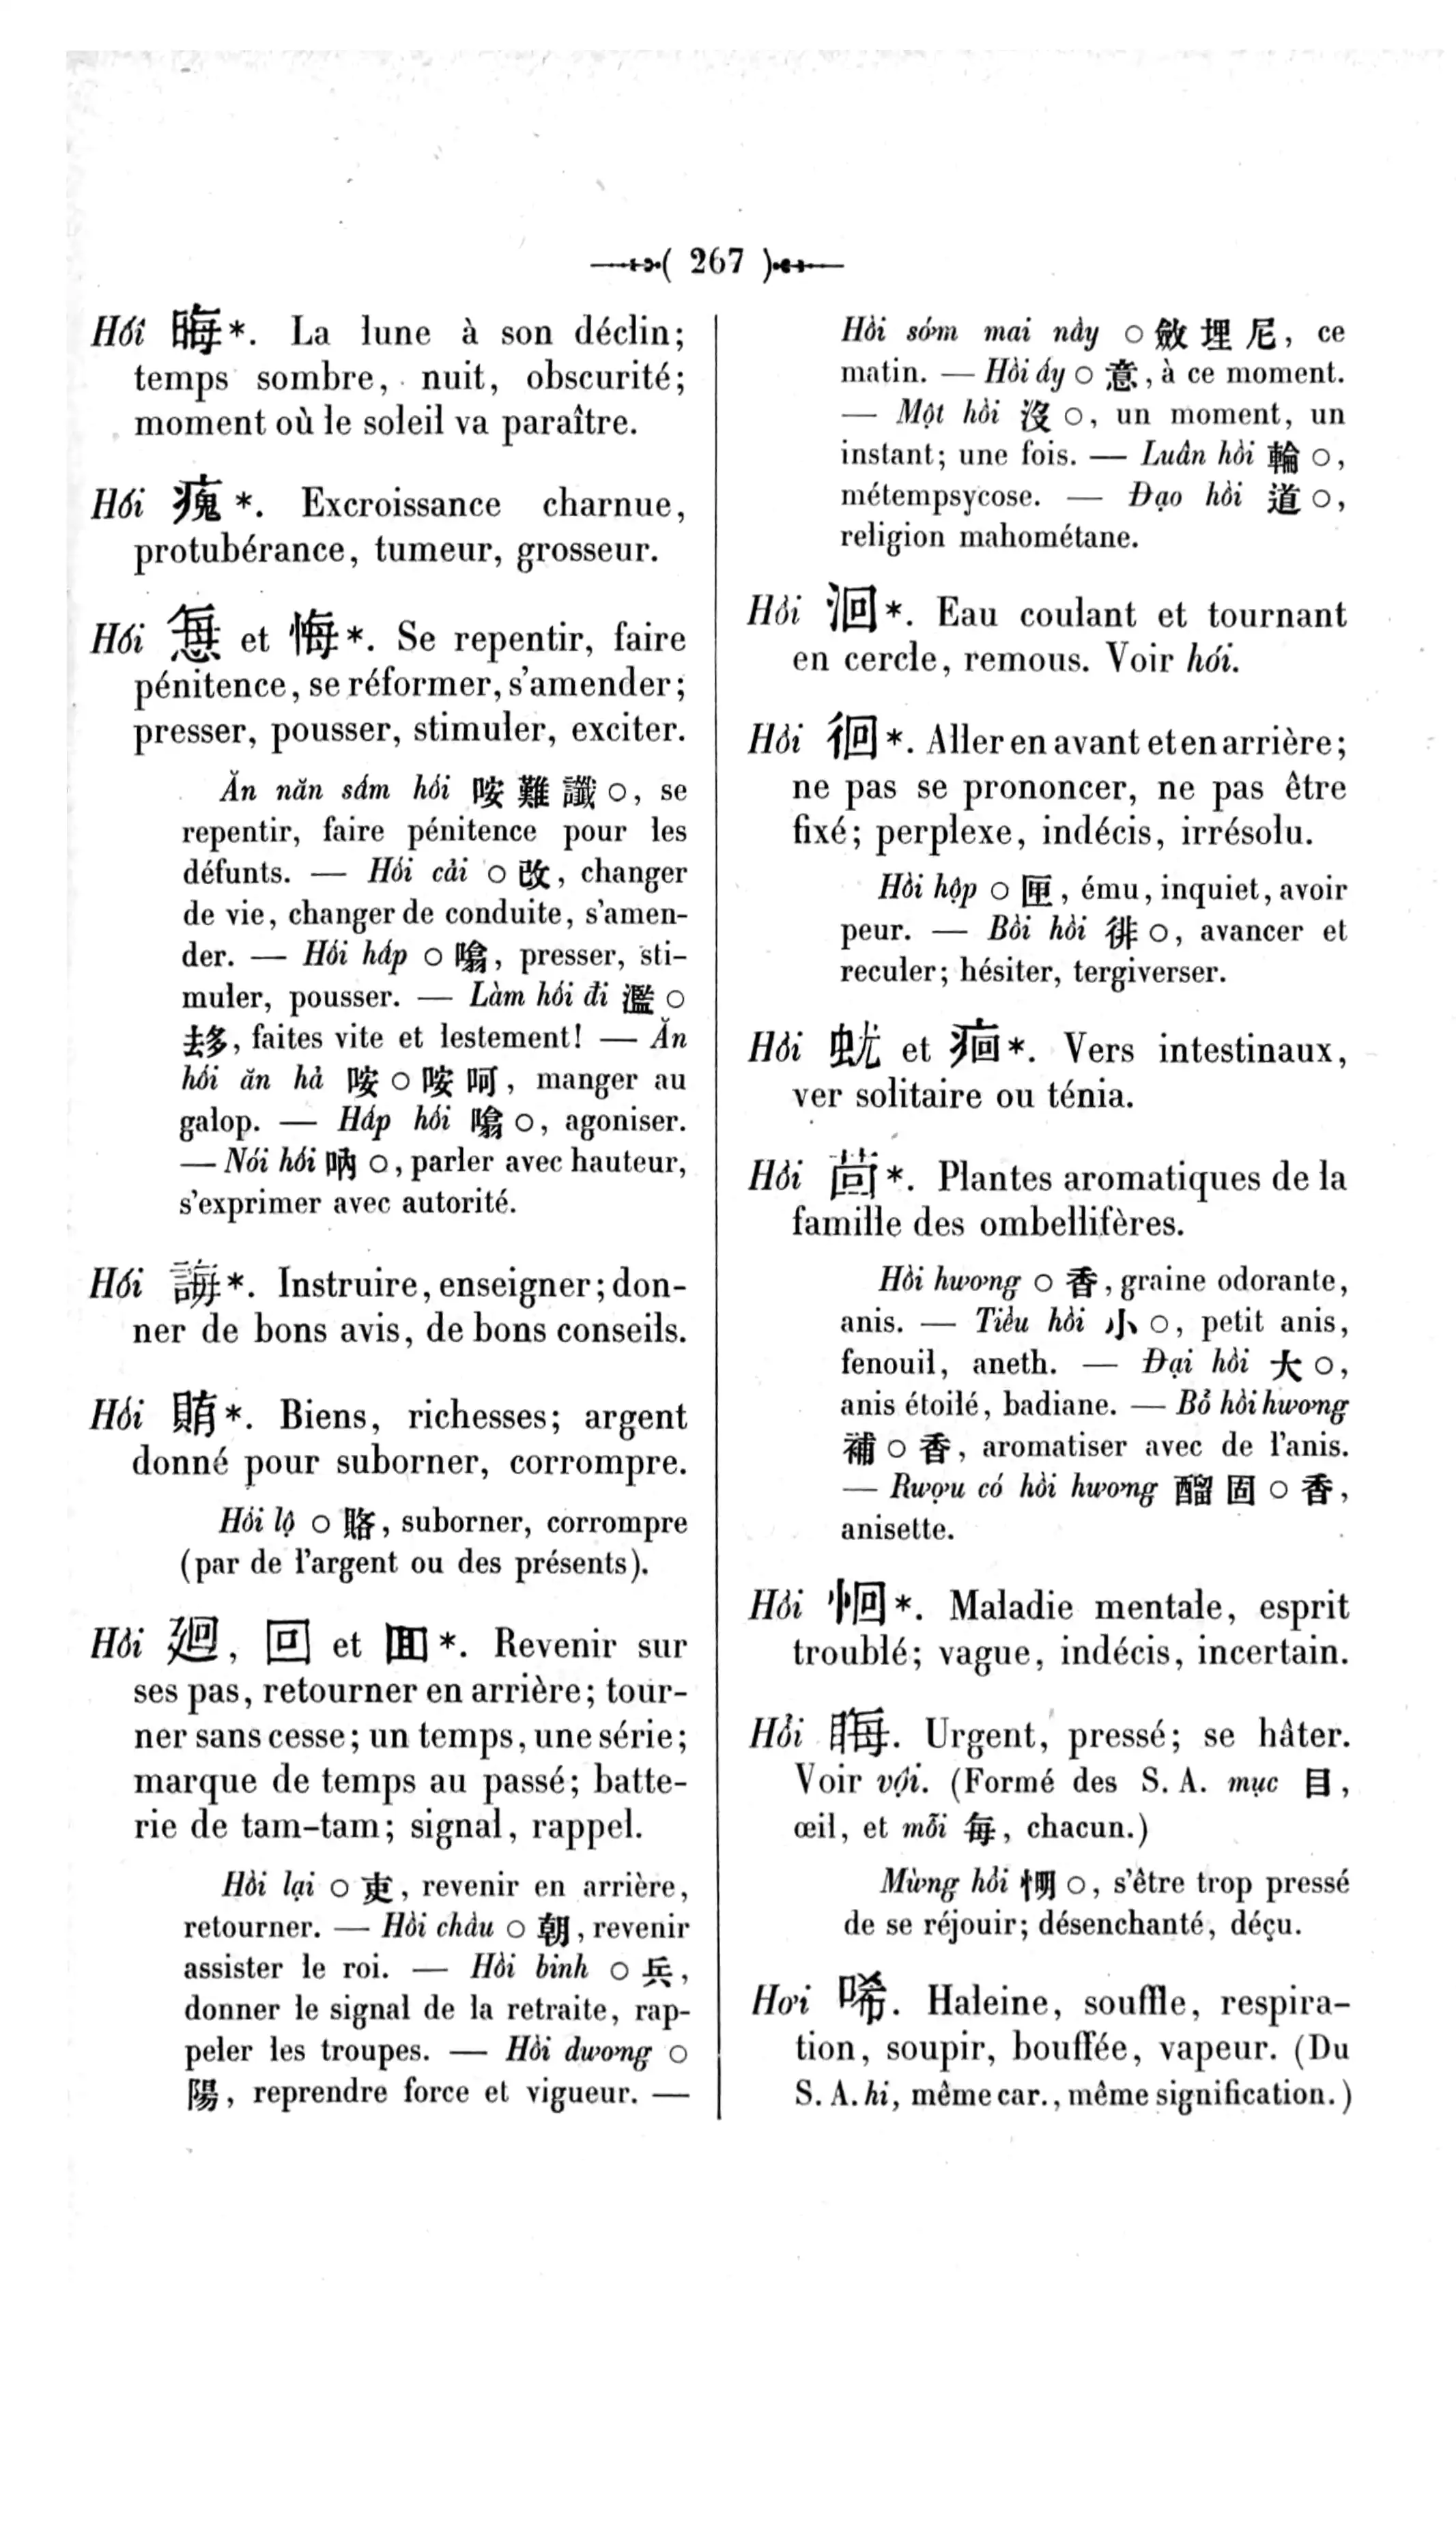 ( 267 )
Hối 晦*. La lune à son déclin;
temps sombre, nuit, obscurité;
moment où le soleil va paraître.
Hối 瘣*. Excroissance charnue,
protubérance, tumeur, grosseur.
Hối 㤥 et 悔*. Se repentir, faire
pénitence, se réformer, s'amender;
presser, pousser, stimuler, exciter.
Ăn năn sám hối 咹難讖○, se
repentir, faire pénitence pour les
défunts. — Hối cải ○改, changer
de vie, changer de conduite, s'amen-
der. — Hối háp ○噏, presser, sti-
muler, pousser. — Làm hối đi 濫○
𠫾, faites vite et lestement! — Ăn
hối ăn hả 咹○咹呵, manger au
galop. — Háp hối 噏○, agoniser.
— Nói hối 吶○, parler avec hauteur,
s'exprimer avec autorité.
Hối 誨*. Instruire, enseigner; don-
ner de bons avis, de bons conseils.
Hối 賄*. Biens, richesses; argent
donné pour suborner, corrompre.
Hối lộ ○賂, suborner, corrompre
(par de l'argent ou des présents).
Hồi 廻, 回 et 囬*. Revenir sur
ses pas, retourner en arrière; tour-
ner sans cesse; un temps, une série;
marque de temps au passé; batte-
rie de tam-tam; signal, rappel.
Hồi lại ○吏, revenir en arrière,
retourner. — Hồi chầu ○朝, revenir
assister le roi. — Hồi binh ○兵,
donner le signal de la retraite, rap-
peler les troupes. — Hồi dương ○
陽, reprendre force et vigueur. —
Hồi sớm mai nầy ○斂埋尼, ce
matin. — Hồi ấy ○意, à ce moment.
— Một hồi 沒○, un moment, un
instant; une fois. — Luân hồi 輪○,
métempsycose. — Đạo hồi 道○,
religion mahométane.
Hồi 洄*. Eau coulant et tournant
en cercle, remous. Voir hói.
Hồi 徊*. Aller en avant et en arrière;
ne pas se prononcer, ne pas être
fixé; perplexe, indécis, irrésolu.
Hồi hộp ○匣, ému, inquiet, avoir
peur. — Bồi hồi 徘○, avancer et
reculer; hésiter, tergiverser.
Hồi 蚘 et 痐*. Vers intestinaux,
ver solitaire ou ténia.
Hồi 茴*. Plantes aromatiques de la
famille des ombellifères.
Hồi hương ○香, graine odorante,
anis. — Tiểu hồi 小○, petit anis,
fenouil, aneth. — Đại hồi 大○,
anis étoilé, badiane. — Bổ hồi hương
補○香, aromatiser avec de l'anis.
— Rượu có hồi hương 醞固○香,
anisette.
Hồi 恛*. Maladie mentale, esprit
troublé; vague, indécis, incertain.
Hổi 䀲. Urgent, pressé; se hâter.
Voir vội. (Formé des S. A. mục 目,
œil, et mỗi 每, chacun.)
Mừng hổi 𢜠○, s'être trop pressé
de se réjouir; désenchanté, déçu.
Hơi 唏. Haleine, souffle, respira-
tion, soupir, bouffée, vapeur. (Du
S. A. hi, même car., même signification.)